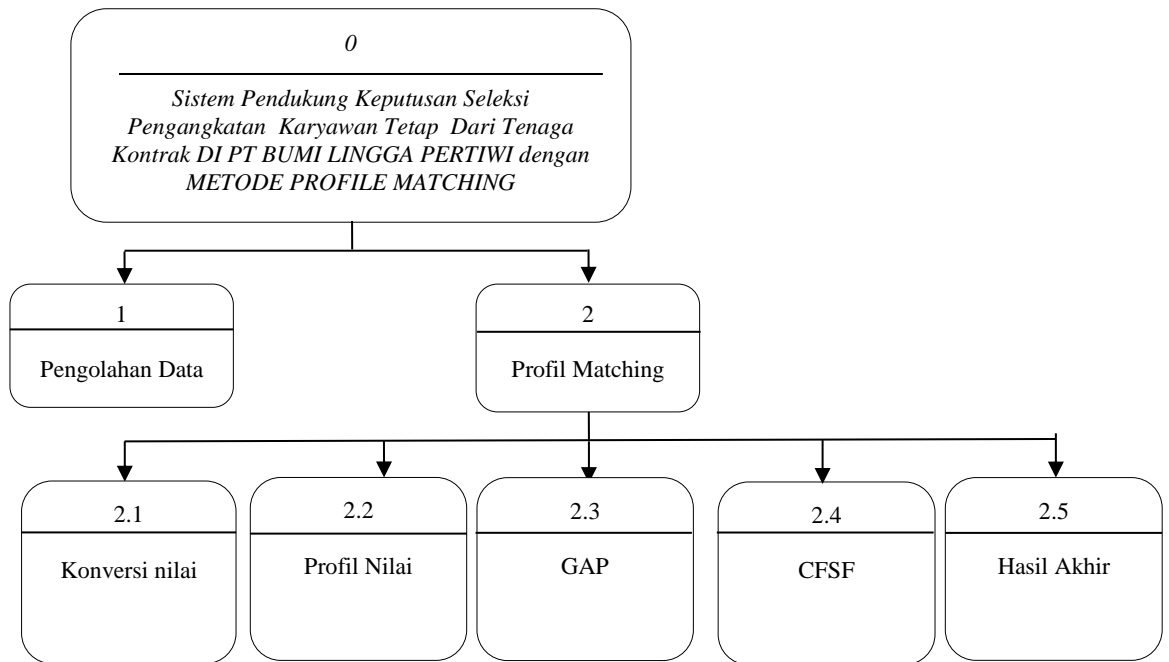 0
Sistem Pendukung Keputusan Seleksi
Pengangkatan Karyawan Tetap Dari Tenaga
Kontrak DI PT BUMI LINGGA PERTIWI dengan
METODE PROFILE MATCHING
1
Pengolahan Data
2
Profil Matching
2.1
Konversi nilai
2.2
Profil Nilai
2.3
GAP
2.4
CFSF
2.5
Hasil Akhir